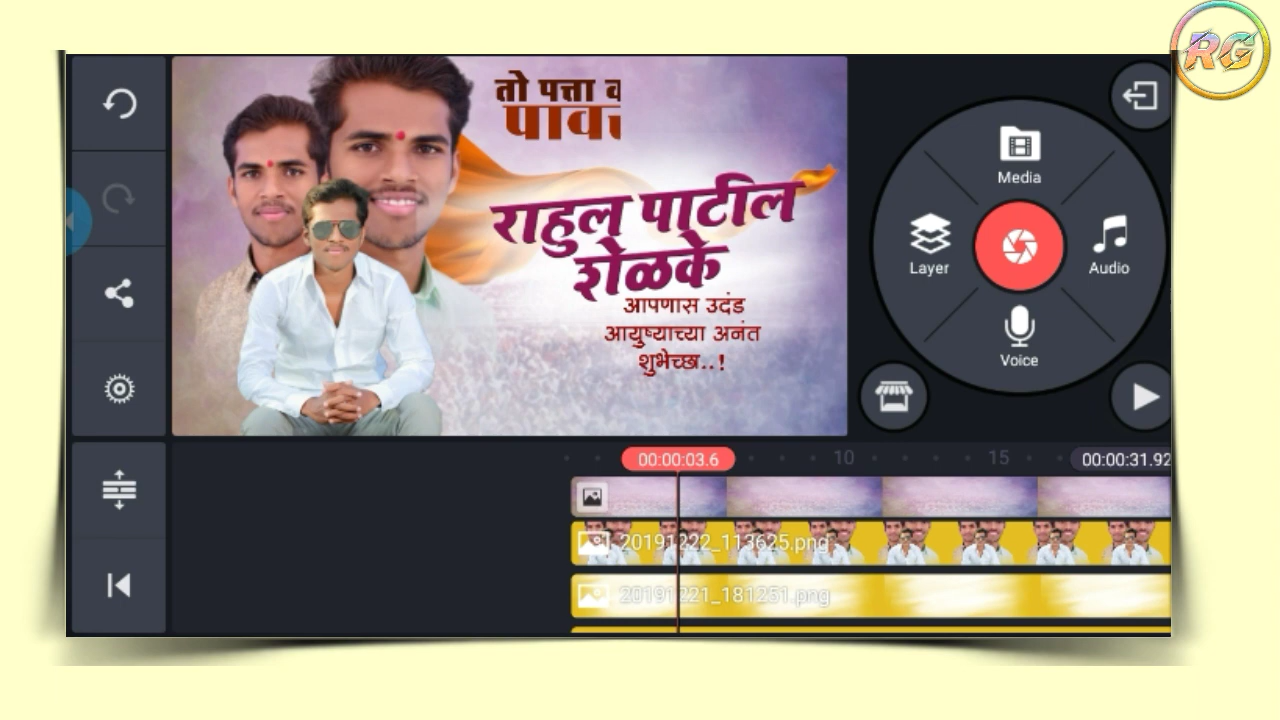 RG
तो पत्ता
राहुल पाटील
शेळके
आपणास उदंड
आयुष्याच्या अनंत
शुभेच्छा..!
Media
Layer
Audio
Voice
00:00:03.6
10
15
00:00:31.92
20191222_113625.png
20191221_181251.png